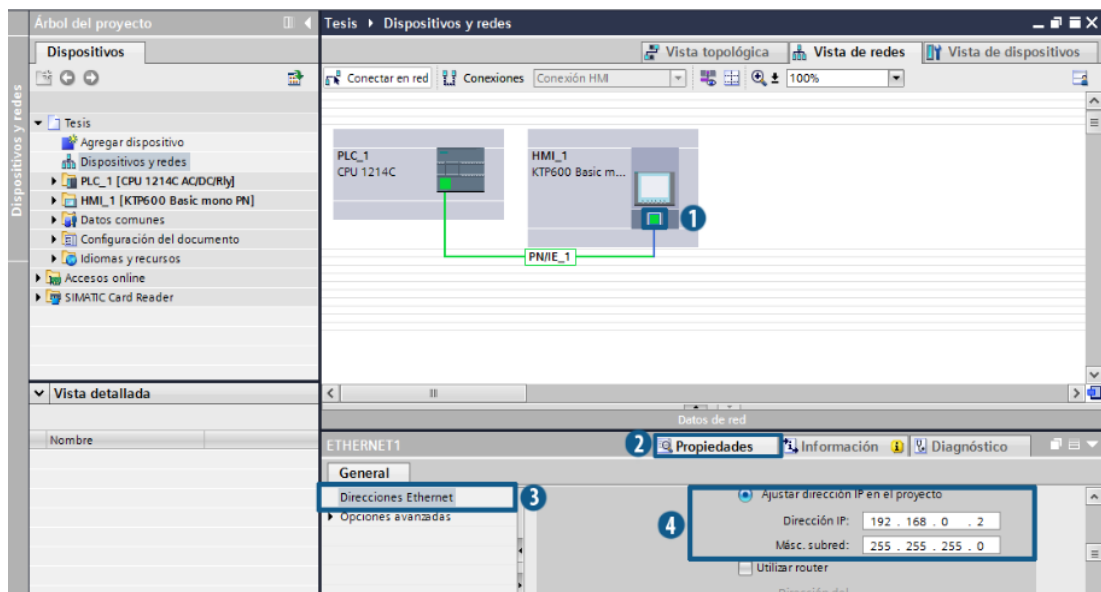 Árbol del proyecto
Tesis ▸ Dispositivos y redes
Dispositivos
Vista topológica
Vista de redes
Vista de dispositivos
Conectar en red
Conexiones
Conexión HMI
100%
Dispositivos y redes
Tesis
Agregar dispositivo
Dispositivos y redes
PLC_1 [CPU 1214C AC/DC/Rly]
HMI_1 [KTP600 Basic mono PN]
Datos comunes
Configuración del documento
Idiomas y recursos
Accesos online
SIMATIC Card Reader
PLC_1
CPU 1214C
HMI_1
KTP600 Basic m...
1
PN/IE_1
Vista detallada
Nombre
Datos de red
ETHERNET1
2
Propiedades
Información
Diagnóstico
General
Direcciones Ethernet
3
Opciones avanzadas
Ajustar dirección IP en el proyecto
4
Dirección IP: 192 . 168 . 0 . 2
Másc. subred: 255 . 255 . 255 . 0
Utilizar router
Dirección del